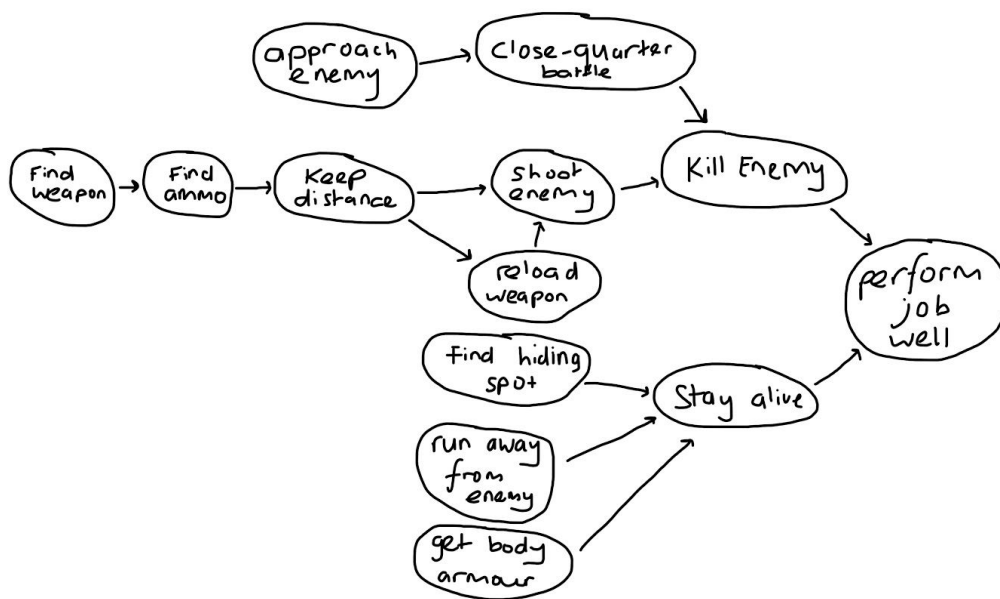 approach
enemy
close-quarter
battle
Find
weapon
Find
ammo
Keep
distance
Shoot
enemy
Kill Enemy
reload
weapon
perform
job
well
Find hiding
spot
Stay alive
run away
from
enemy
get body
armour